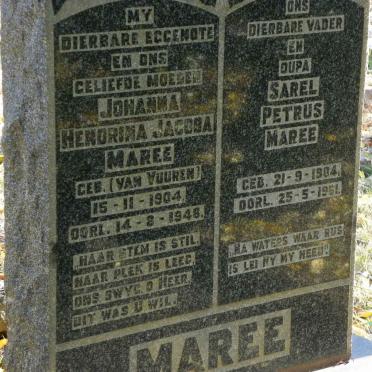 MY
DIERBARE EGGENOTE
EN ONS
GELIEFDE MOEDER
JOHANNA
HENDRINA JACOBA
MAREE
GEB. (VAN VUUREN)
15-11-1904
OORL. 14-8-1948.
HAAR STEM IS STIL,
HAAR PLEK IS LEEG,
ONS SWYG O HEER,
DIT WAS U WIL.
ONS
DIERBARE VADER
EN
OUPA
SAREL
PETRUS
MAREE
GEB. 21-9-1904
OORL. 25-5-1961
NA WATERS WAAR RUS
IS LEI HY MY HEEN.
MAREE